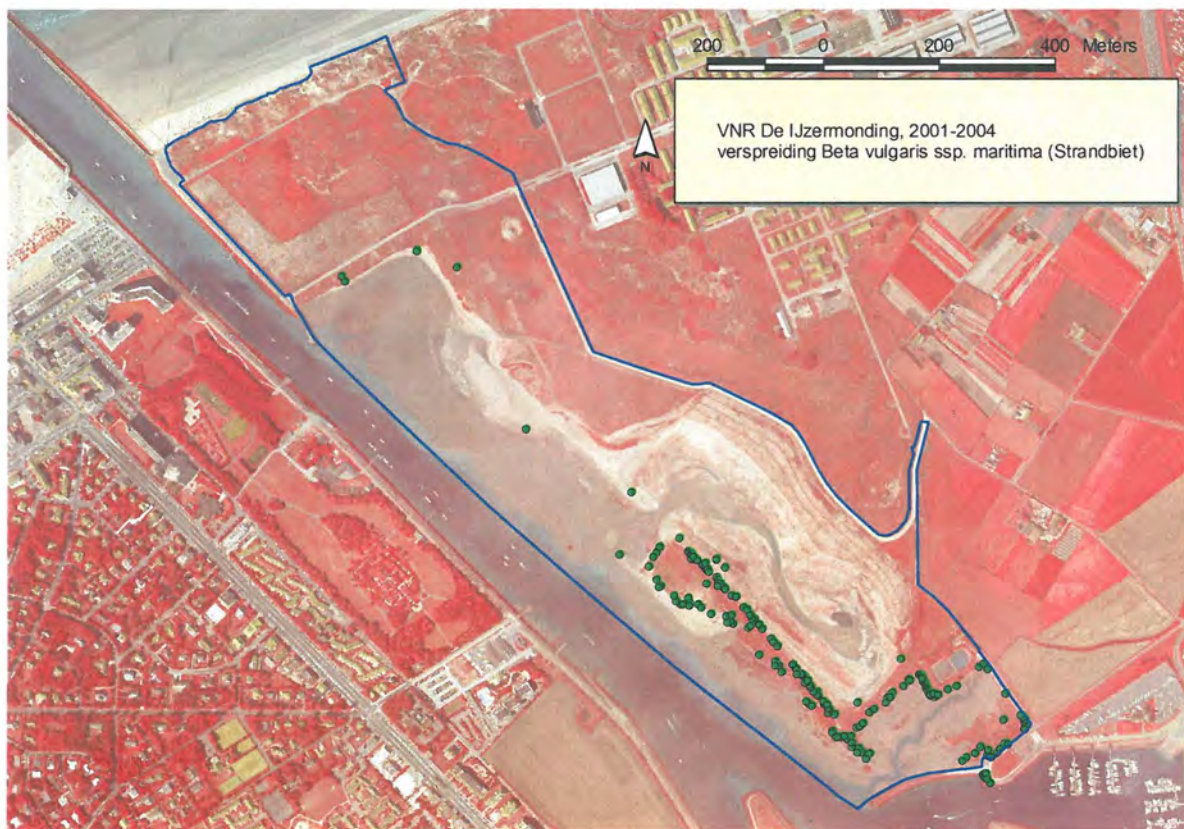 200 0 200 400 Meters
VNR De IJzermonding, 2001-2004
verspreiding Beta vulgaris ssp. maritima (Strandbiet)
N